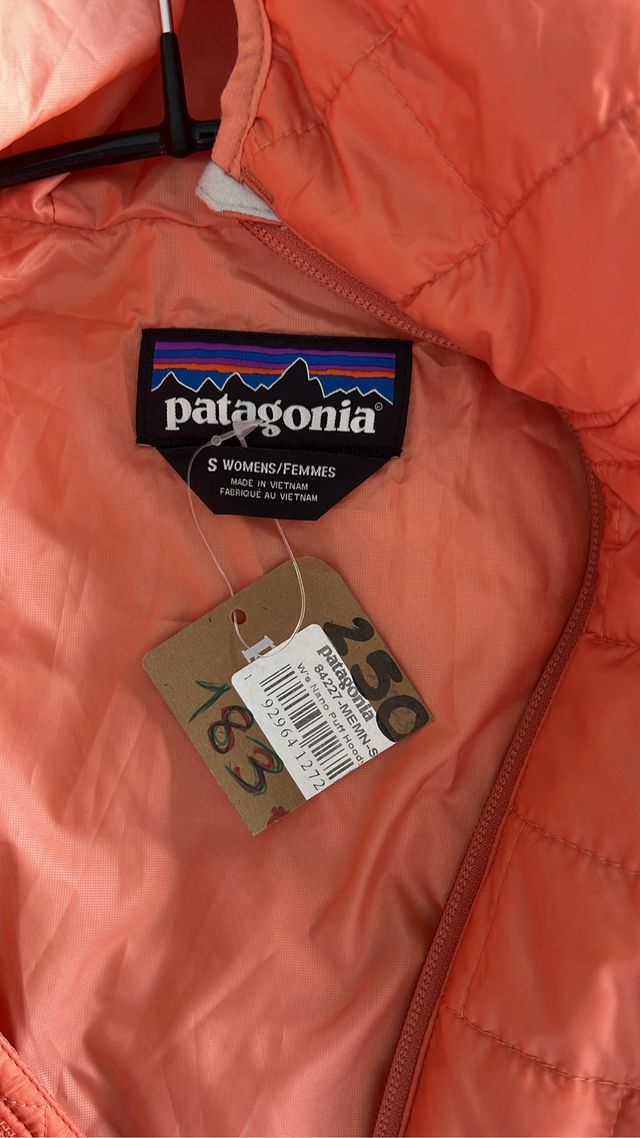 patagonia®
S WOMENS/FEMMES
MADE IN VIETNAM
FABRIQUÉ AU VIETNAM
250
patagonia
84227-MEMN-S
W's Nano Puff Hoody
1 92964 1272
183